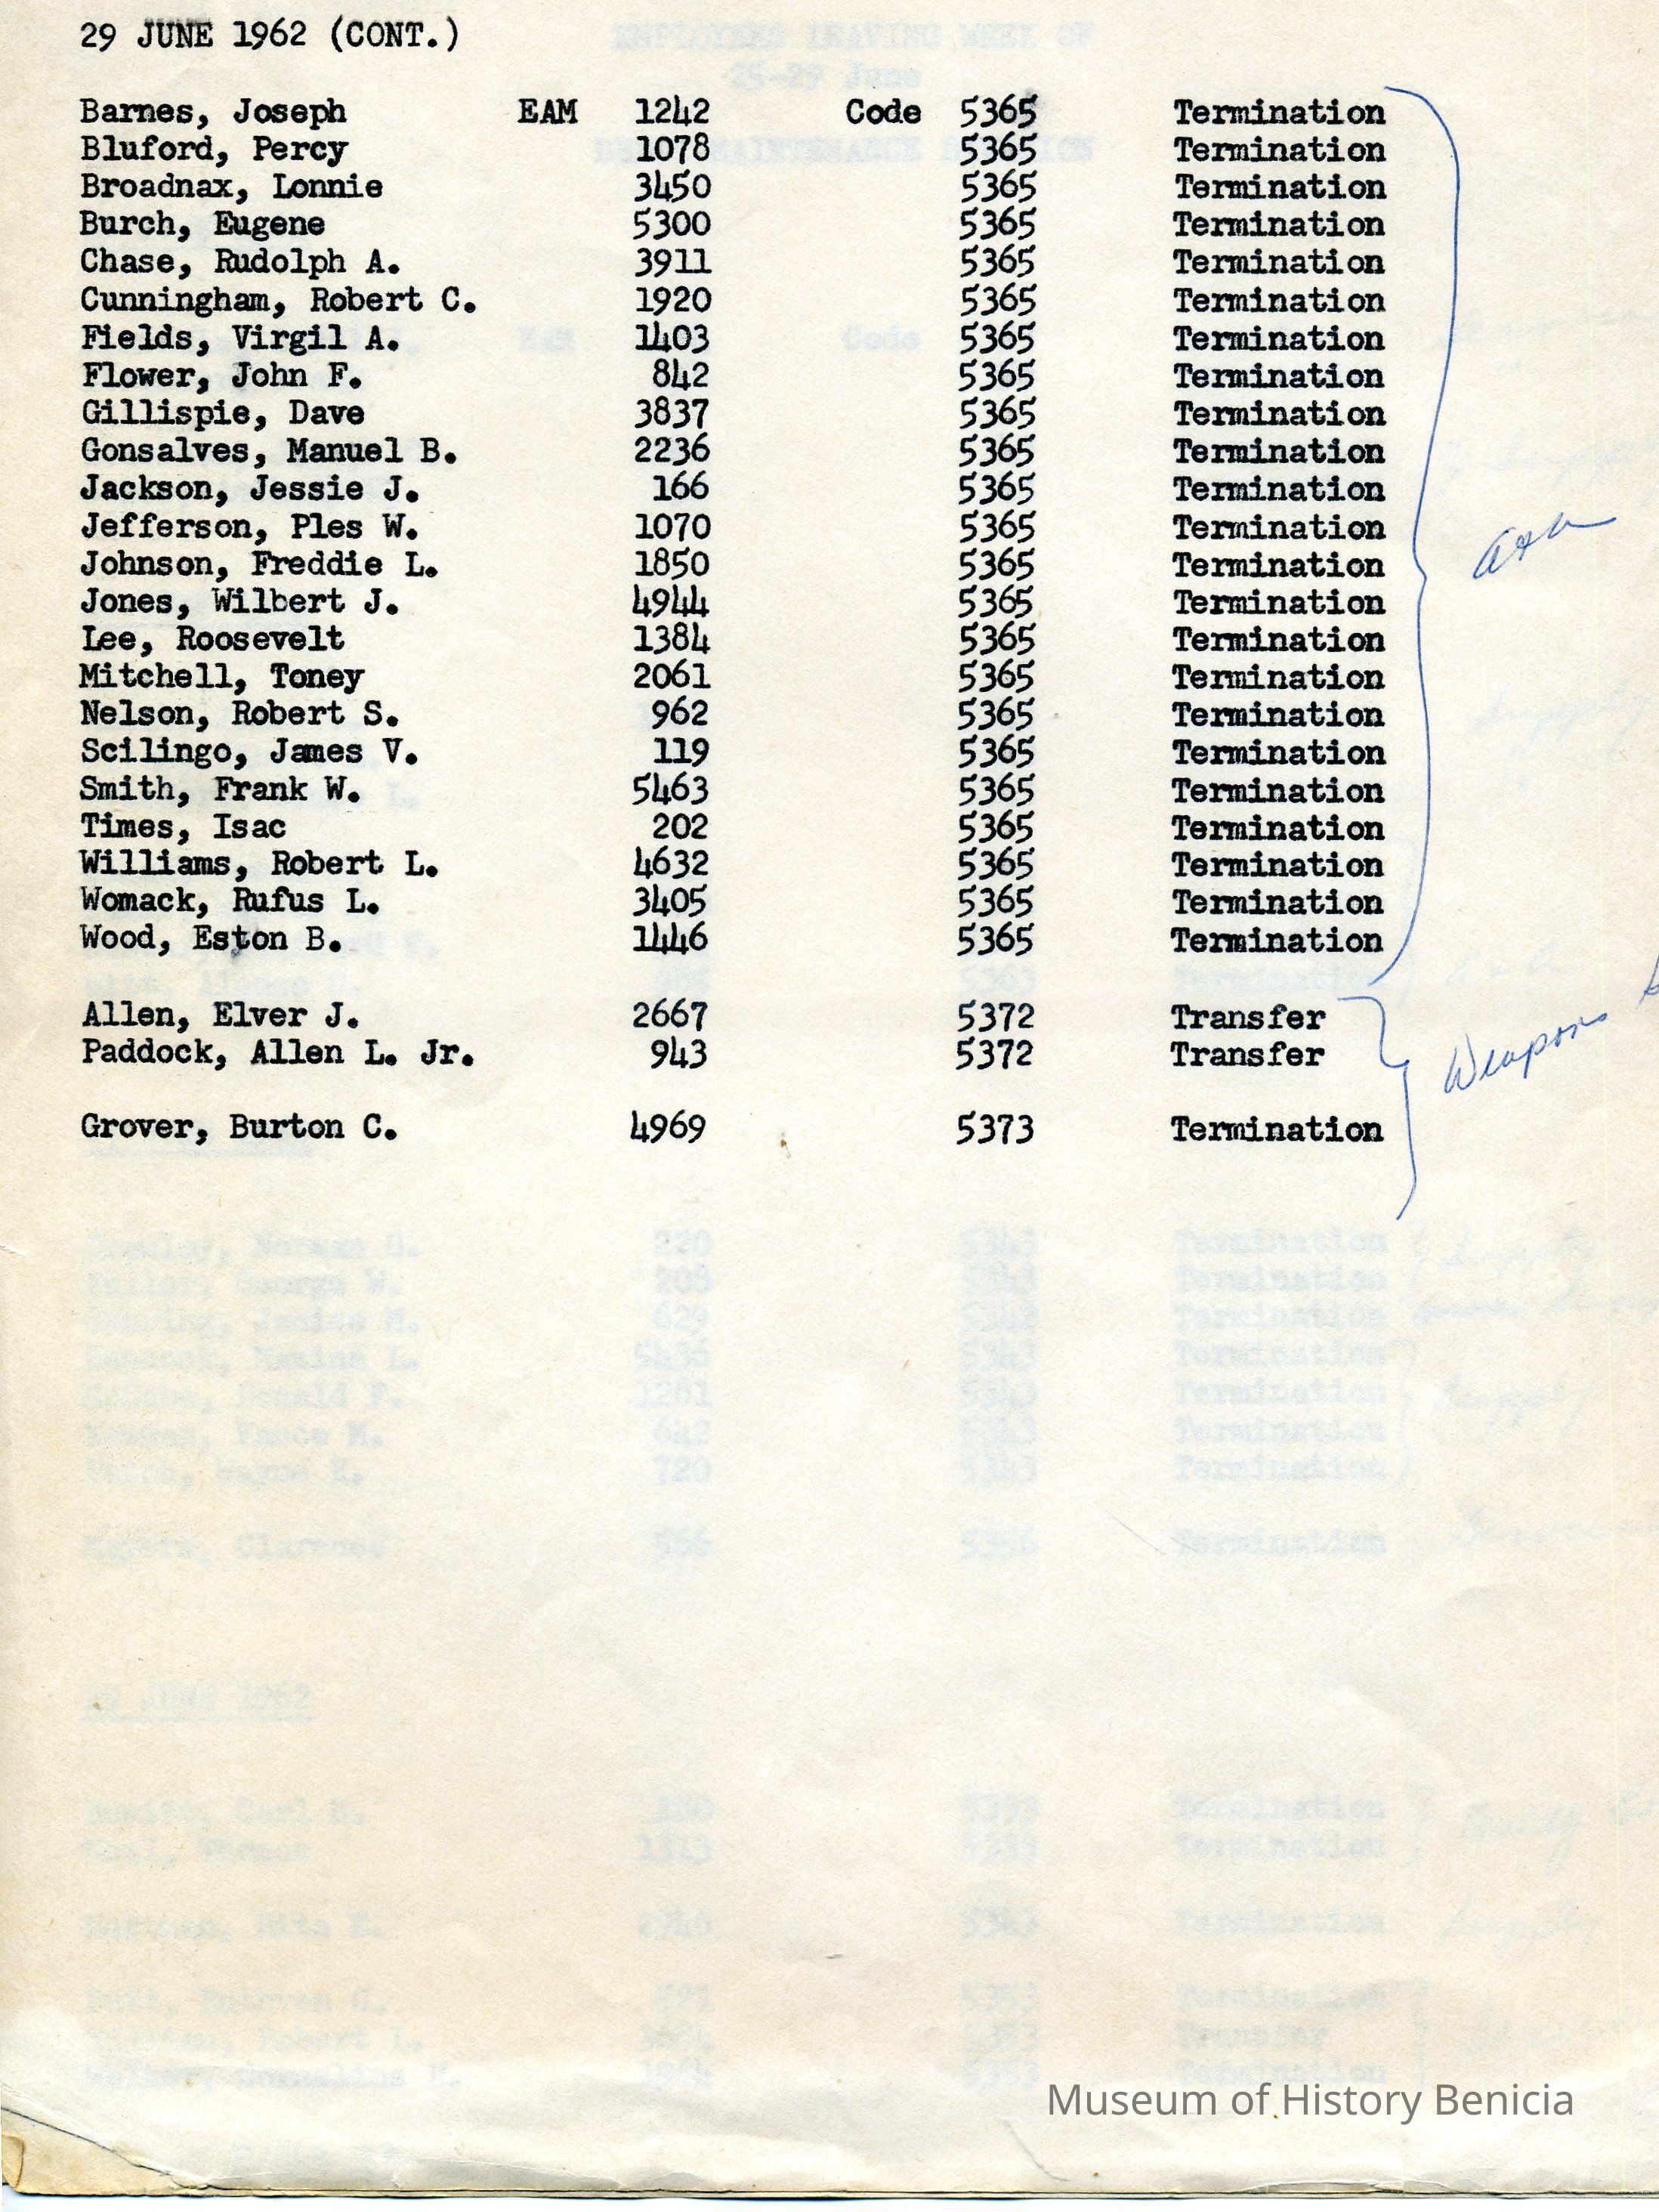 29 JUNE 1962 (CONT.)
Barnes, Joseph EAM 1242 Code 5365 Termination
Bluford, Percy 1078 5365 Termination
Broadnax, Lonnie 3450 5365 Termination
Burch, Eugene 5300 5365 Termination
Chase, Rudolph A. 3911 5365 Termination
Cunningham, Robert C. 1920 5365 Termination
Fields, Virgil A. 1403 5365 Termination
Flower, John F. 842 5365 Termination
Gillispie, Dave 3837 5365 Termination
Gonsalves, Manuel B. 2236 5365 Termination
Jackson, Jessie J. 166 5365 Termination
Jefferson, Ples W. 1070 5365 Termination
Johnson, Freddie L. 1850 5365 Termination
Jones, Wilbert J. 4944 5365 Termination
Lee, Roosevelt 1384 5365 Termination
Mitchell, Toney 2061 5365 Termination
Nelson, Robert S. 962 5365 Termination
Scilingo, James V. 119 5365 Termination
Smith, Frank W. 5463 5365 Termination
Times, Isac 202 5365 Termination
Williams, Robert L. 4632 5365 Termination
Womack, Rufus L. 3405 5365 Termination
Wood, Eston B. 1446 5365 Termination
Allen, Elver J. 2667 5372 Transfer
Paddock, Allen L. Jr. 943 5372 Transfer
Weapons
Grover, Burton C. 4969 5373 Termination
Museum of History Benicia